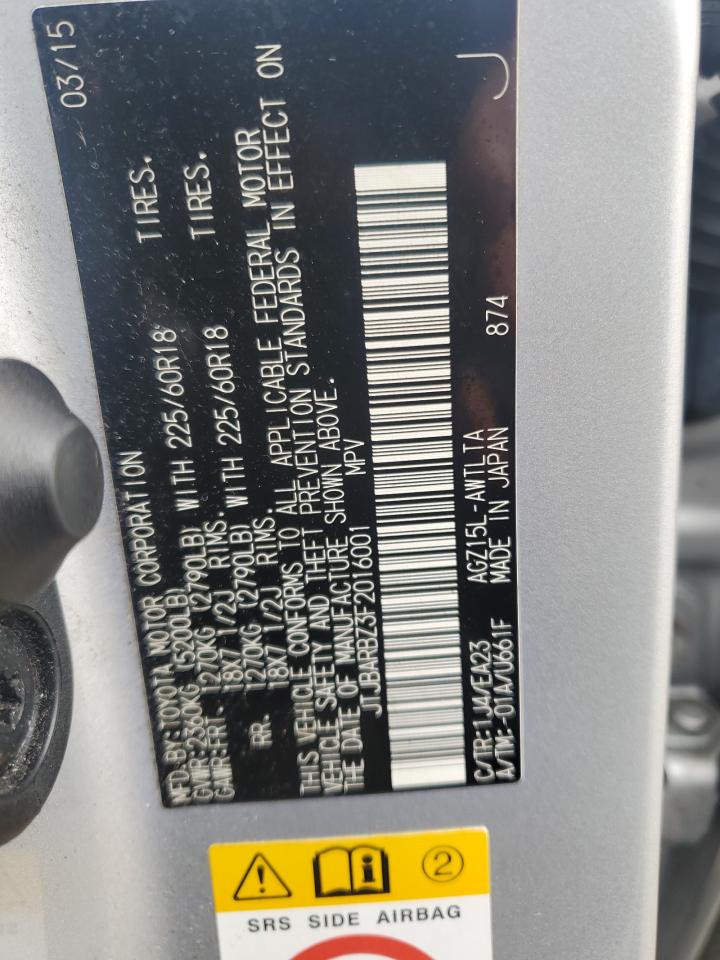 MFD.BY:TOYOTA MOTOR CORPORATION 03/15
GVWR:2360KG (5200LB)
GAWR:FRT. 1270KG (2790LB) WITH 225/60R18 TIRES.
18X7 1/2J RIMS.
RR. 1270KG (2790LB) WITH 225/60R18 TIRES.
18X7 1/2J RIMS.
THIS VEHICLE CONFORMS TO ALL APPLICABLE FEDERAL MOTOR
VEHICLE SAFETY AND THEFT PREVENTION STANDARDS IN EFFECT ON
THE DATE OF MANUFACTURE SHOWN ABOVE.
JTJBARBZ3F2016001 MPV
C/TR:1J4/EA23 AGZ15L-AWTLTA
A/TM:-01A/U661F MADE IN JAPAN 874 J
2
SRS SIDE AIRBAG